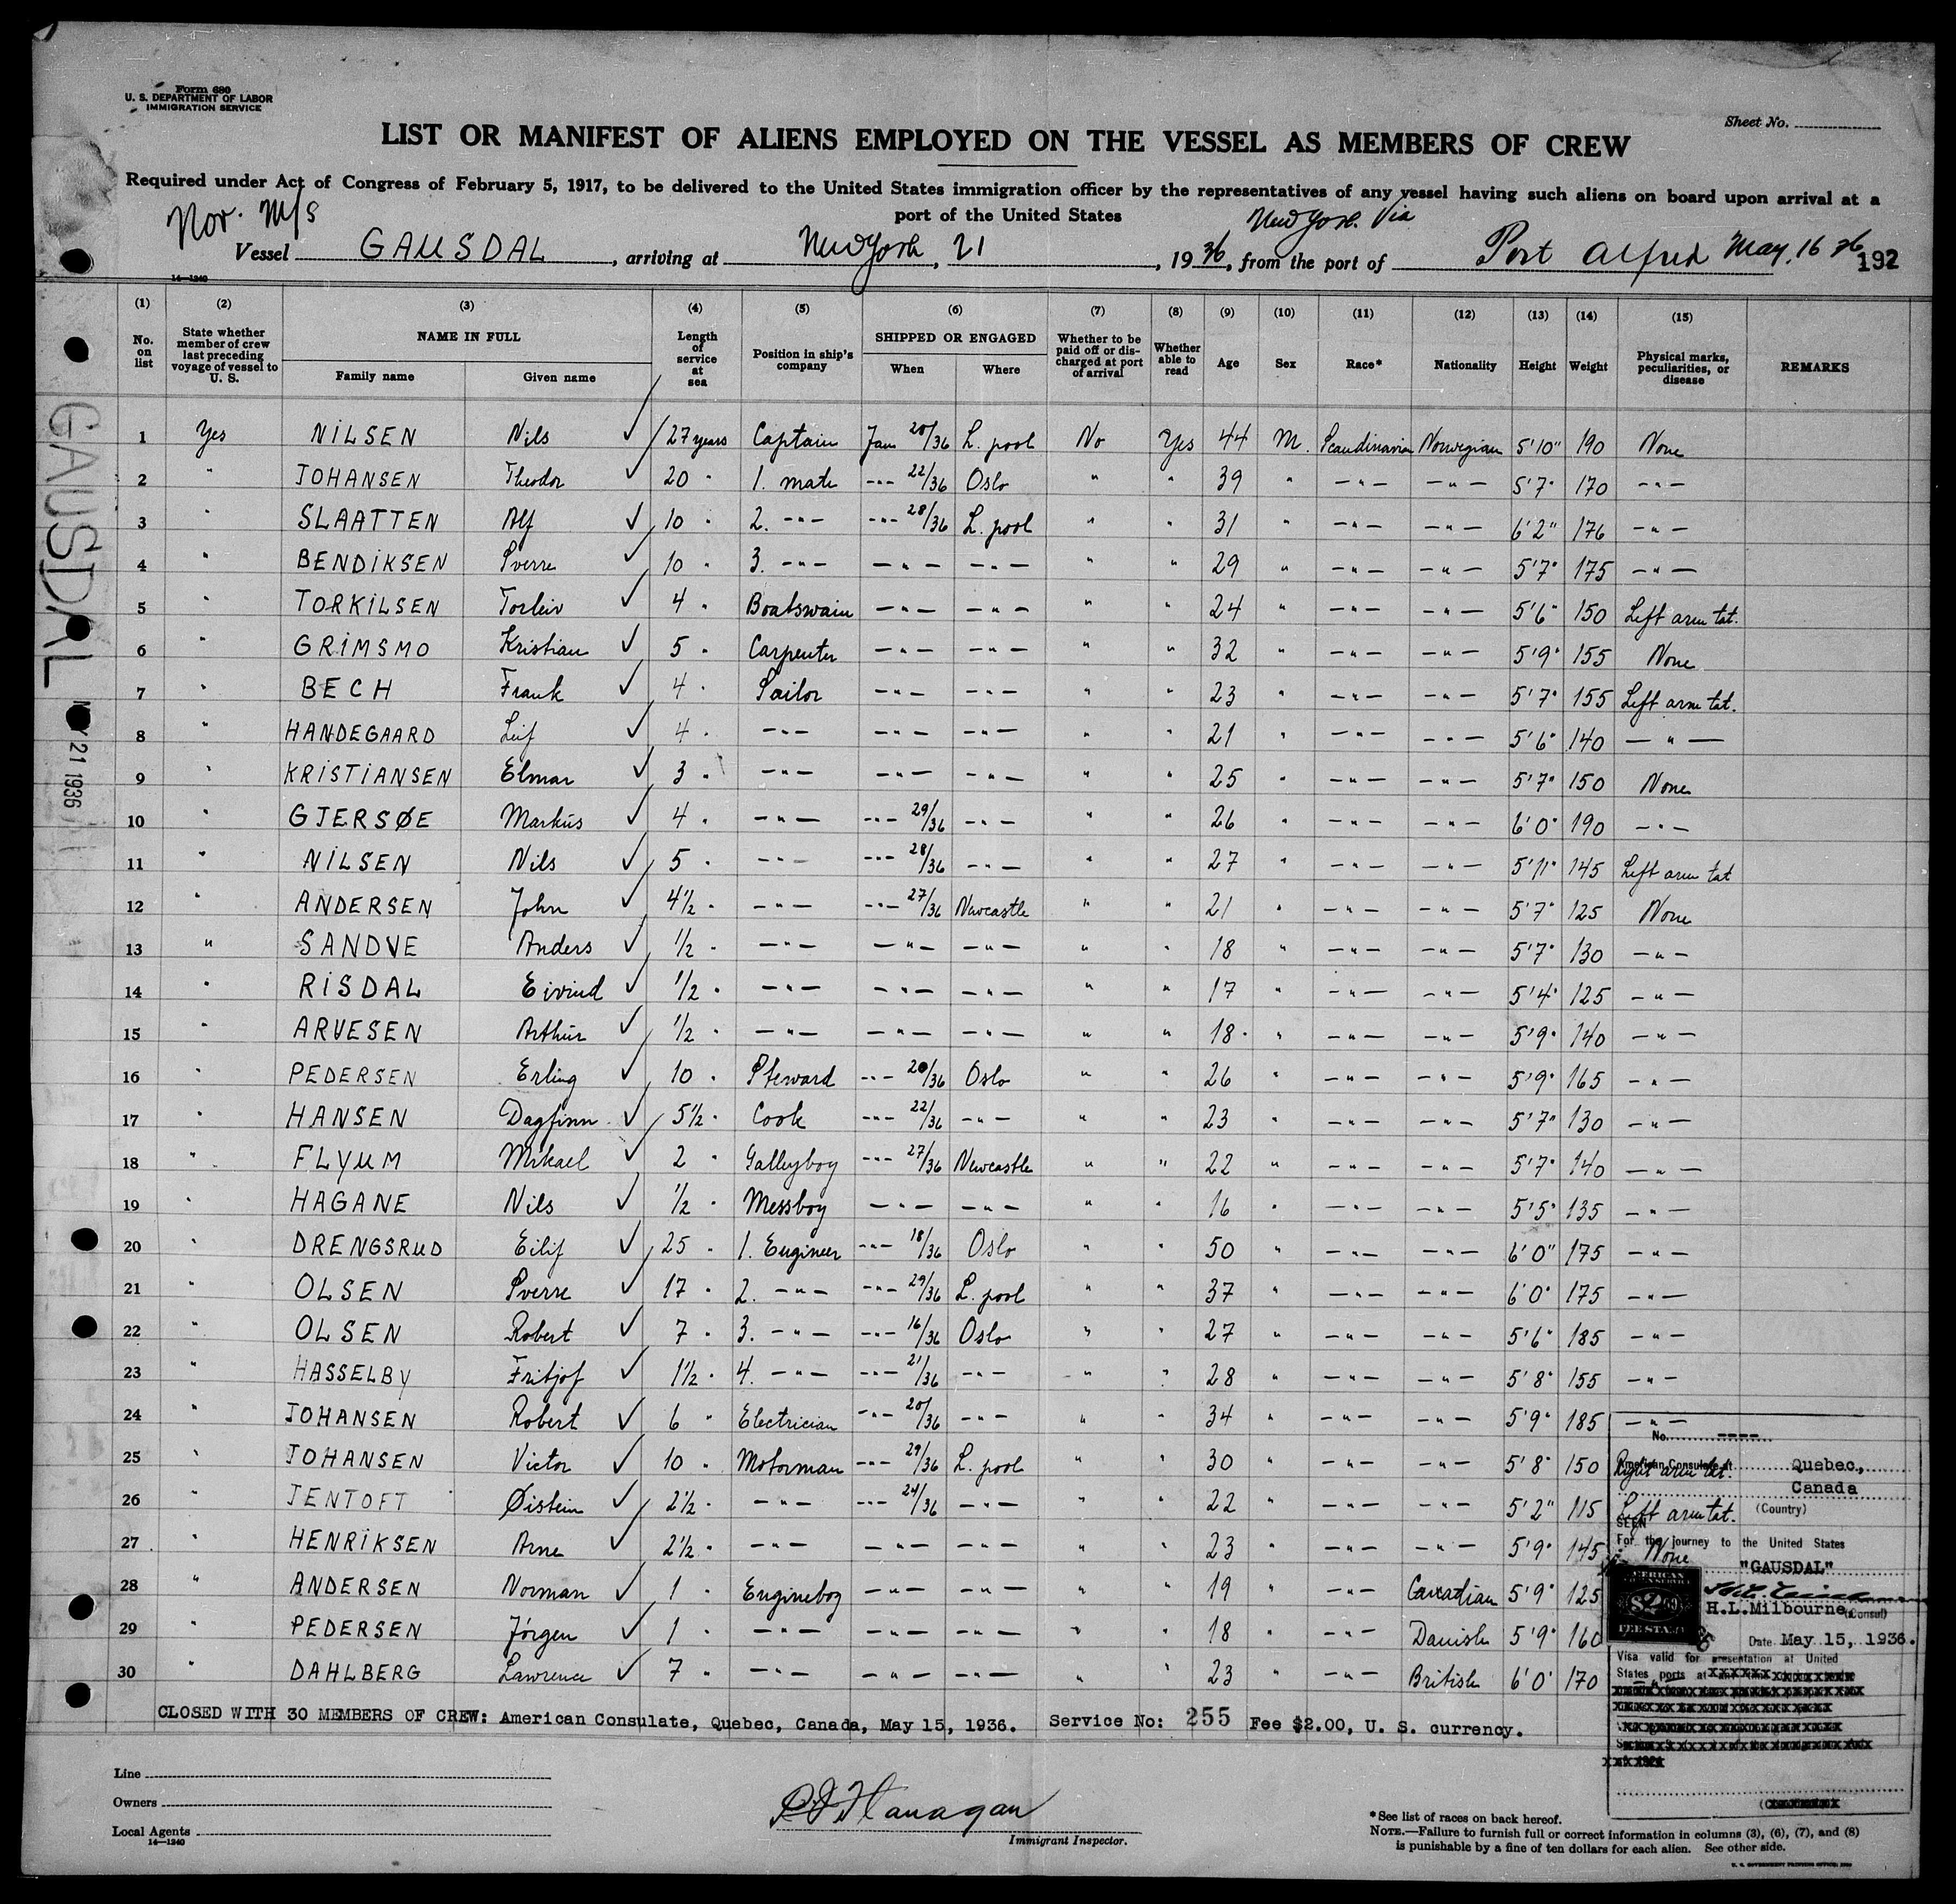 Form 680
U. S. DEPARTMENT OF LABOR
IMMIGRATION SERVICE
Sheet No.
LIST OR MANIFEST OF ALIENS EMPLOYED ON THE VESSEL AS MEMBERS OF CREW
Required under Act of Congress of February 5, 1917, to be delivered to the United States immigration officer by the representatives of any vessel having such aliens on board upon arrival at a
port of the United States
Nor. M/S
New York. Via
Vessel GAUSDAL, arriving at New York, 21, 1936, from the port of Port Alfred May, 16 36 192
14—1240
(1) (2) (3) (4) (5) (6) (7) (8) (9) (10) (11) (12) (13) (14) (15)
No. on list
State whether member of crew last preceding voyage of vessel to U. S.
NAME IN FULL
Family name
Given name
Length of service at sea
Position in ship's company
SHIPPED OR ENGAGED
When
Where
Whether to be paid off or discharged at port of arrival
Whether able to read
Age
Sex
Race*
Nationality
Height
Weight
Physical marks, peculiarities, or disease
REMARKS
GAUSDAL
21 1936
1 Yes NILSEN Nils ✓ 27 years Captain Jan 20/36 L. pool No Yes 44 M. Scandinavian Norwegian 5'10" 190 None
2 " JOHANSEN Theodor ✓ 20 " 1. mate -"- 22/36 Oslo " " 39 " -"- -"- 5'7" 170 -"-
3 " SLAATTEN Alf ✓ 10 " 2. -"- -"- 28/36 L. pool " " 31 " -"- -"- 6'2" 176 -"-
4 " BENDIKSEN Sverre ✓ 10 " 3. -"- -"- -"- " " 29 " -"- -"- 5'7" 175 -"-
5 " TORKILSEN Torleiv ✓ 4 " Boatswain -"- -"- " " 24 " -"- -"- 5'6" 150 Left arm tat.
6 " GRIMSMO Kristian ✓ 5 " Carpenter -"- -"- " " 32 " -"- -"- 5'9" 155 None
7 " BECH Frank ✓ 4 " Sailor -"- -"- " " 23 " -"- -"- 5'7" 155 Left arm tat.
8 " HANDEGAARD Leif ✓ 4 " -"- -"- -"- " " 21 " -"- -"- 5'6" 140 -"-
9 " KRISTIANSEN Elmar ✓ 3 " -"- -"- -"- " " 25 " -"- -"- 5'7" 150 None
10 " GJERSØE Markus ✓ 4 " -"- -"- 29/36 -"- " " 26 " -"- -"- 6'0" 190 -"-
11 " NILSEN Nils ✓ 5 " -"- -"- 28/36 -"- " " 27 " -"- -"- 5'11" 145 Left arm tat
12 " ANDERSEN John ✓ 4½ " -"- -"- 27/36 Newcastle " " 21 " -"- -"- 5'7" 125 None
13 " SANDVE Anders ✓ ½ " -"- -"- -"- " " 18 " -"- -"- 5'7" 130 -"-
14 " RISDAL Eivind ✓ ½ " -"- -"- -"- " " 17 " -"- -"- 5'4" 125 -"-
15 " ARVESEN Arthur ✓ ½ " -"- -"- -"- " " 18 " -"- -"- 5'9" 140 -"-
16 " PEDERSEN Erling ✓ 10 " Steward -"- 20/36 Oslo " " 26 " -"- -"- 5'9" 165 -"-
17 " HANSEN Dagfinn ✓ 5½ " Cook -"- 22/36 -"- " " 23 " -"- -"- 5'7" 130 -"-
18 " FLYUM Mikael ✓ 2 " Galleyboy -"- 27/36 Newcastle " " 22 " -"- -"- 5'7" 140 -"-
19 " HAGANE Nils ✓ ½ " Messboy -"- -"- " " 16 " -"- -"- 5'5" 135 -"-
20 " DRENGSRUD Eilif ✓ 25 " 1. Engineer -"- 18/36 Oslo " " 50 " -"- -"- 6'0" 175 -"-
21 " OLSEN Sverre ✓ 17 " 2. -"- -"- 29/36 L. pool " " 37 " -"- -"- 6'0" 175 -"-
22 " OLSEN Robert ✓ 7 " 3. -"- -"- 16/36 Oslo " " 27 " -"- -"- 5'6" 185 -"-
23 " HASSELBY Fritjof ✓ 1½ " 4. -"- -"- 21/36 -"- " " 28 " -"- -"- 5'8" 155 -"-
24 " JOHANSEN Robert ✓ 6 " Electrician -"- 20/36 -"- " " 34 " -"- -"- 5'9" 185 -"-
25 " JOHANSEN Victor ✓ 10 " Motorman -"- 29/36 L. pool " " 30 " -"- -"- 5'8" 150 Right arm tat.
26 " JENTOFT Øistein ✓ 2½ " -"- -"- 24/36 -"- " " 22 " -"- -"- 5'2" 115 Left arm tat.
27 " HENRIKSEN Arne ✓ 2½ " -"- -"- -"- " " 23 " -"- -"- 5'9" 145 None
28 " ANDERSEN Norman ✓ 1 " Engineboy -"- -"- " " 19 " -"- Canadian 5'9" 125
29 " PEDERSEN Jörgen ✓ 1 " -"- -"- -"- " " 18 " -"- Danish 5'9" 160
30 " DAHLBERG Lawrence ✓ 7 " -"- -"- -"- " " 23 " -"- British 6'0" 170 -"-
No. ----
American Consulate at Quebec,
Canada
(Country)
SEEN
For the journey to the United States
"GAUSDAL"
AMERICAN
$2.00
FEE STAMP
H.L.Milbourne (Consul)
Date May 15, 1936.
Visa valid for presentation at United
States ports at
CLOSED WITH 30 MEMBERS OF CREW: American Consulate, Quebec, Canada, May 15, 1936. Service No: 255 Fee $2.00, U. S. currency.
Line
Owners
Local Agents
14—1240
P J Flanagan
Immigrant Inspector.
*See list of races on back hereof.
NOTE.—Failure to furnish full or correct information in columns (3), (6), (7), and (8)
is punishable by a fine of ten dollars for each alien. See other side.
U. S. GOVERNMENT PRINTING OFFICE